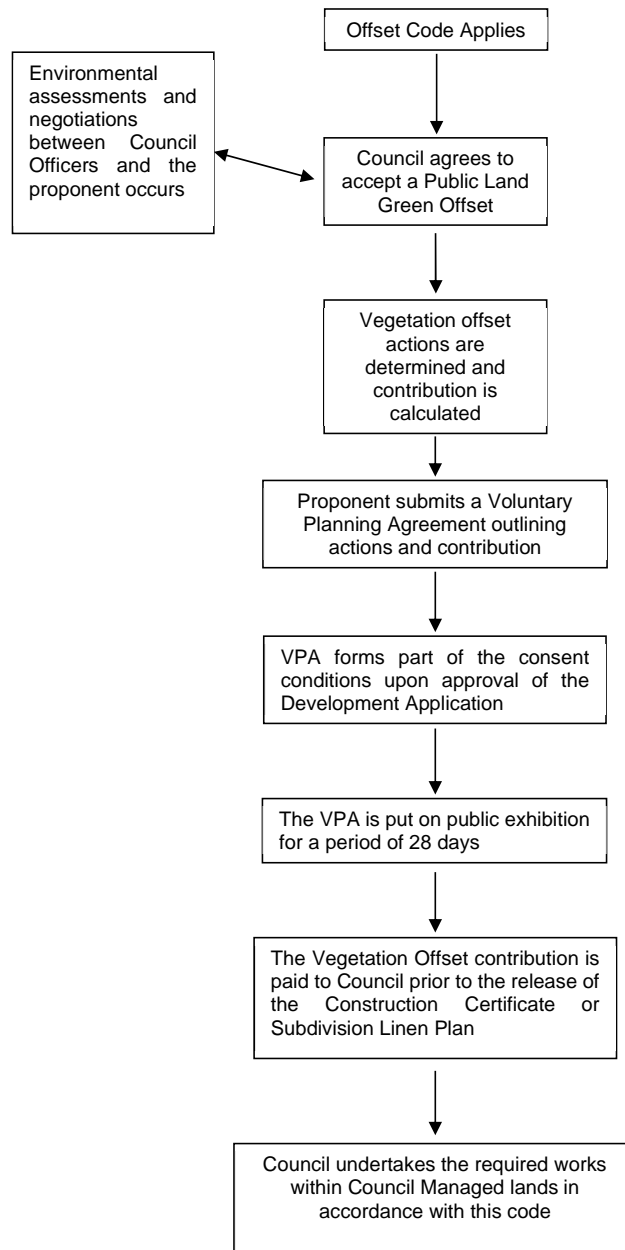 Offset Code Applies
Environmental
assessments and
negotiations
between Council
Officers and the
proponent occurs
Council agrees to
accept a Public Land
Green Offset
Vegetation offset
actions are
determined and
contribution is
calculated
Proponent submits a Voluntary
Planning Agreement outlining
actions and contribution
VPA forms part of the consent
conditions upon approval of the
Development Application
The VPA is put on public exhibition
for a period of 28 days
The Vegetation Offset contribution is
paid to Council prior to the release of
the Construction Certificate or
Subdivision Linen Plan
Council undertakes the required works
within Council Managed lands in
accordance with this code